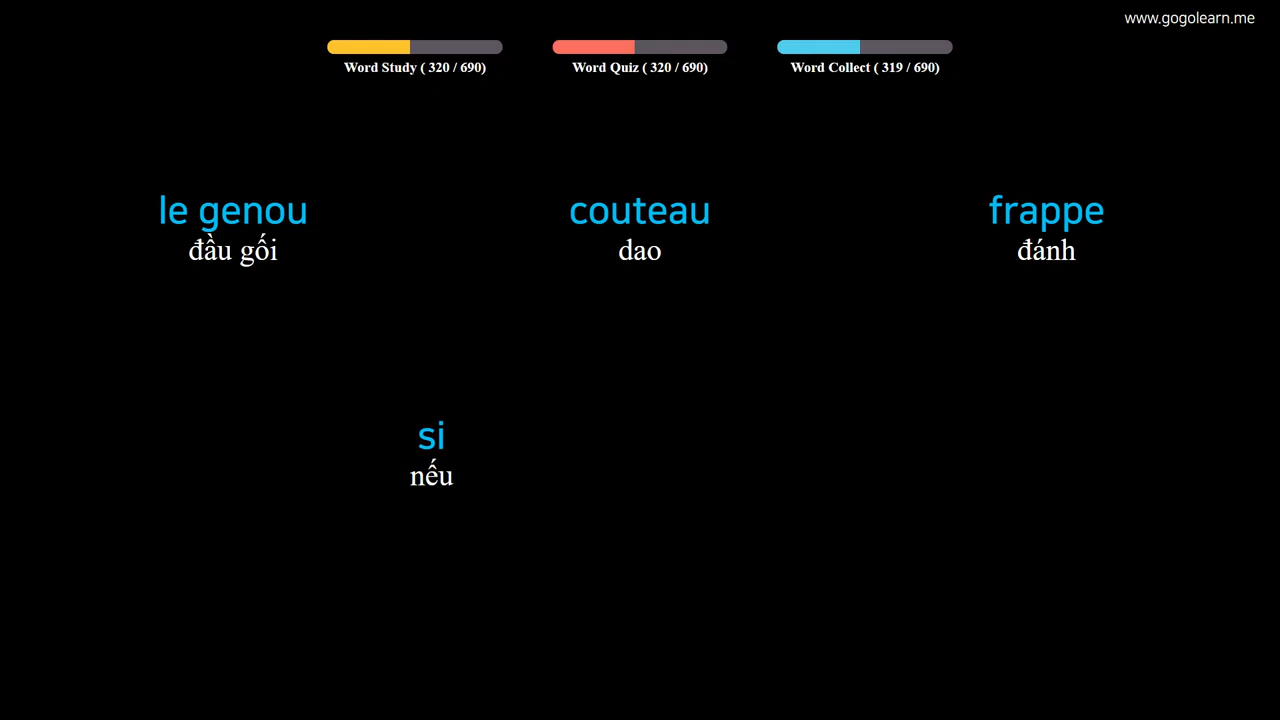 www.gogolearn.me
Word Study ( 320 / 690)
Word Quiz ( 320 / 690)
Word Collect ( 319 / 690)
le genou
đầu gối
couteau
dao
frappe
đánh
si
nếu